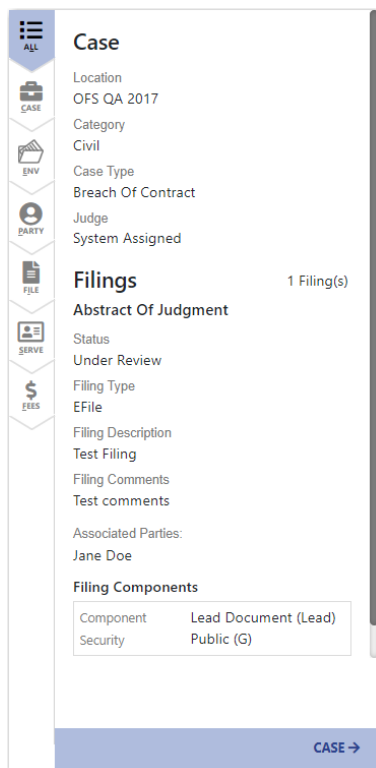 ALL
CASE
ENV
PARTY
FILE
SERVE
$
FEES
Case
Location
OFS QA 2017
Category
Civil
Case Type
Breach Of Contract
Judge
System Assigned
Filings 1 Filing(s)
Abstract Of Judgment
Status
Under Review
Filing Type
EFile
Filing Description
Test Filing
Filing Comments
Test comments
Associated Parties:
Jane Doe
Filing Components
Component Lead Document (Lead)
Security Public (G)
CASE →